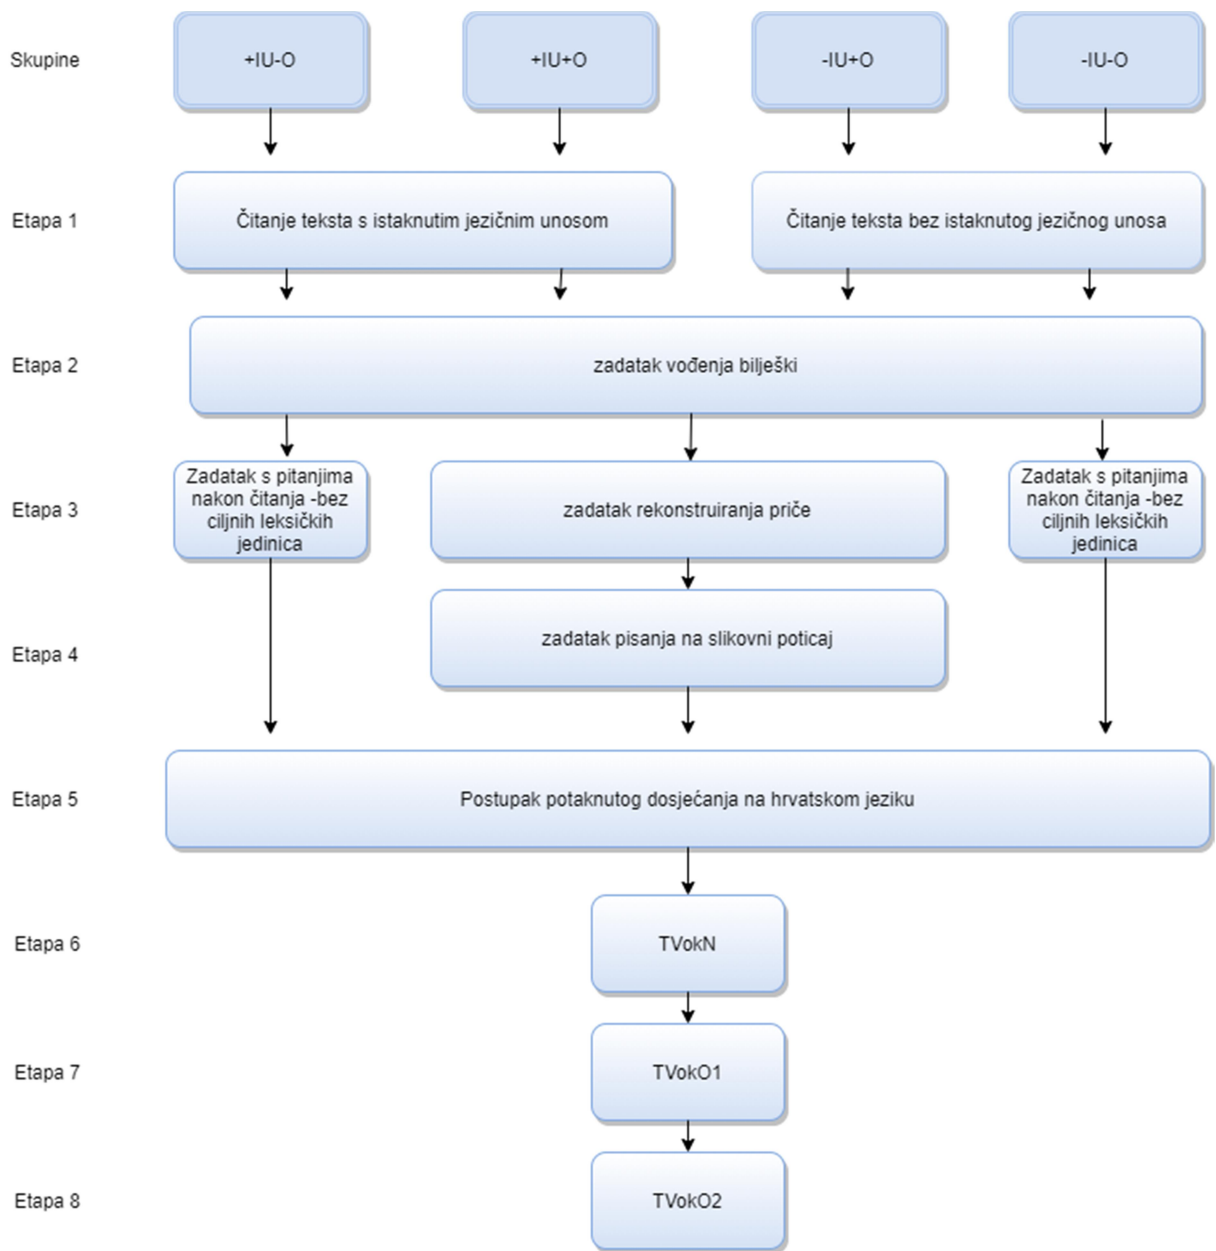 Skupine
+IU-O
+IU+O
-IU+O
-IU-O
Etapa 1
Čitanje teksta s istaknutim jezičnim unosom
Čitanje teksta bez istaknutog jezičnog unosa
Etapa 2
zadatak vođenja bilješki
Etapa 3
Zadatak s pitanjima
nakon čitanja -bez
ciljnih leksičkih
jedinica
zadatak rekonstruiranja priče
Zadatak s pitanjima
nakon čitanja -bez
ciljnih leksičkih
jedinica
Etapa 4
zadatak pisanja na slikovni poticaj
Etapa 5
Postupak potaknutog dosjećanja na hrvatskom jeziku
Etapa 6
TVokN
Etapa 7
TVokO1
Etapa 8
TVokO2